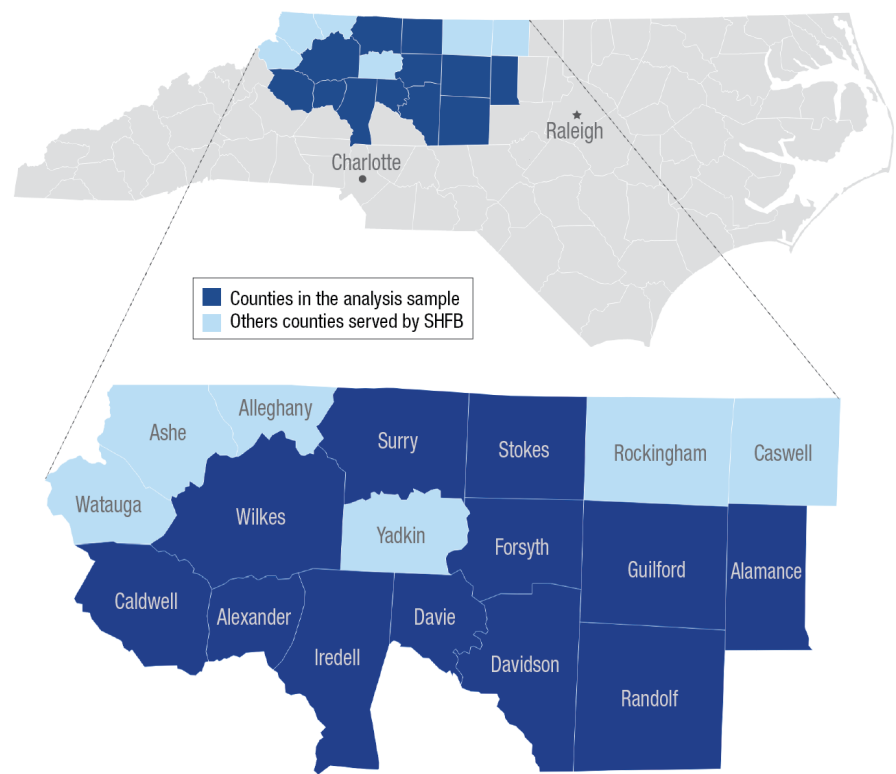 Raleigh
Charlotte
Counties in the analysis sample
Others counties served by SHFB
Alleghany
Ashe
Surry
Stokes
Rockingham
Caswell
Watauga
Wilkes
Yadkin
Forsyth
Guilford
Alamance
Caldwell
Alexander
Davie
Iredell
Davidson
Randolf